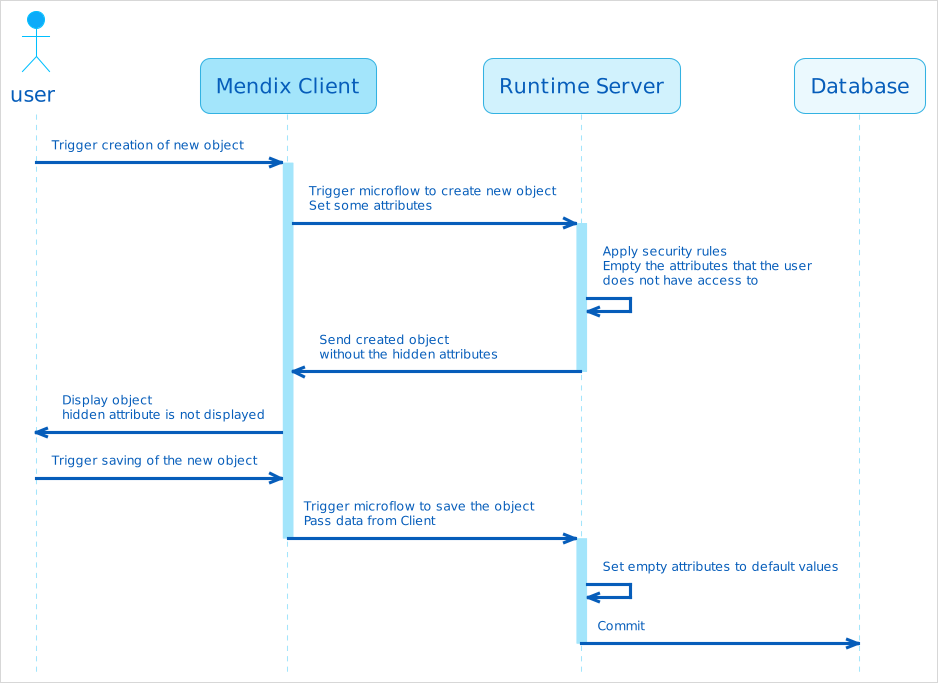 user
Mendix Client
Runtime Server
Database
Trigger creation of new object
Trigger microflow to create new object
Set some attributes
Apply security rules
Empty the attributes that the user
does not have access to
Send created object
without the hidden attributes
Display object
hidden attribute is not displayed
Trigger saving of the new object
Trigger microflow to save the object
Pass data from Client
Set empty attributes to default values
Commit